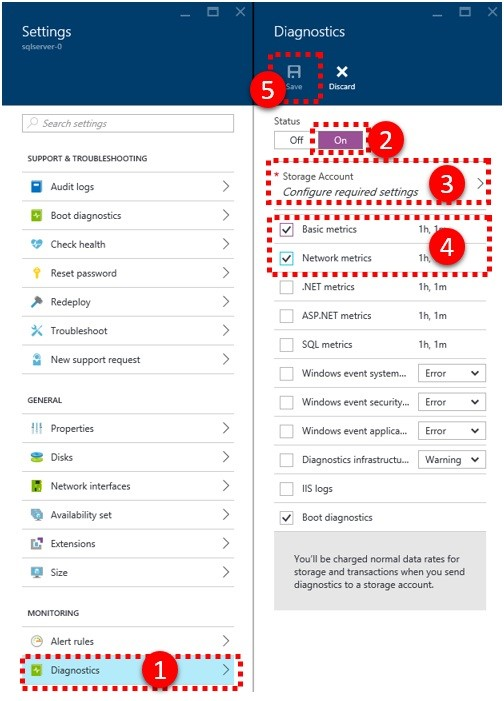 Settings
sqlserver-0
Search settings
SUPPORT & TROUBLESHOOTING
Audit logs
Boot diagnostics
Check health
Reset password
Redeploy
Troubleshoot
New support request
GENERAL
Properties
Disks
Network interfaces
Availability set
Extensions
Size
MONITORING
Alert rules
Diagnostics
1
Diagnostics
5
Save
Discard
Status
Off
On
2
* Storage Account
Configure required settings
3
Basic metrics 1h, 1m
Network metrics 1h,
4
.NET metrics 1h, 1m
ASP.NET metrics 1h, 1m
SQL metrics 1h, 1m
Windows event system... Error
Windows event security... Error
Windows event applica... Error
Diagnostics infrastructu... Warning
IIS logs
Boot diagnostics
You'll be charged normal data rates for
storage and transactions when you send
diagnostics to a storage account.